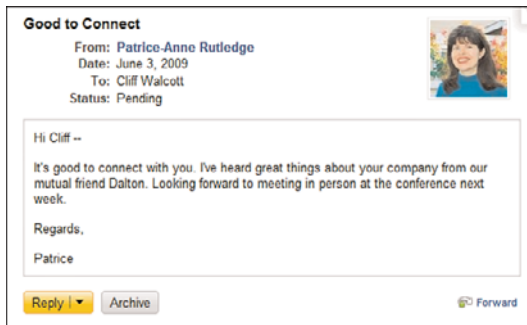 Good to Connect
From: Patrice-Anne Rutledge
Date: June 3, 2009
To: Cliff Walcott
Status: Pending
Hi Cliff --
It's good to connect with you. I've heard great things about your company from our
mutual friend Dalton. Looking forward to meeting in person at the conference next
week.
Regards,
Patrice
Reply
Archive
Forward